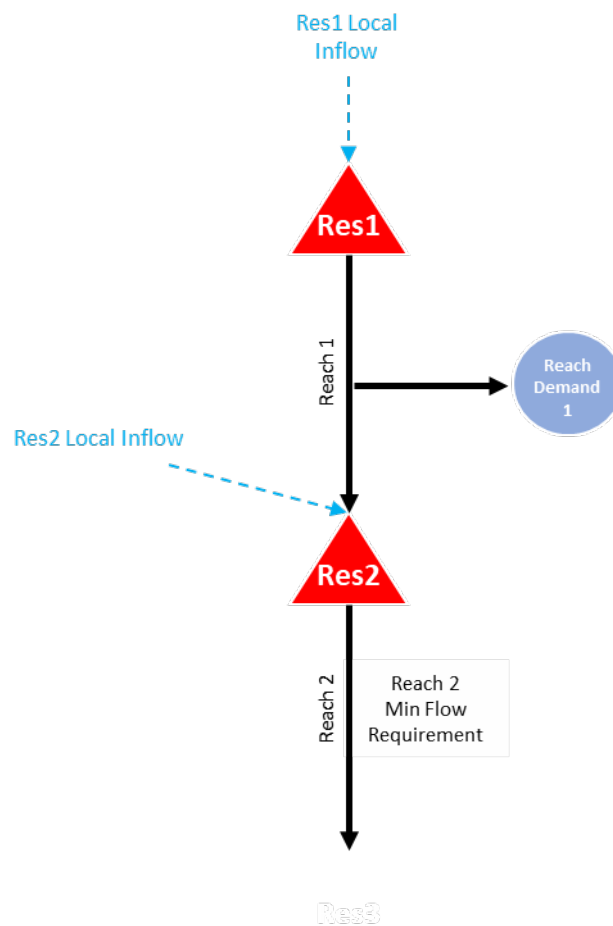 Res1 Local
Inflow
Res1
Reach 1
Reach
Demand
1
Res2 Local Inflow
Res2
Reach 2
Reach 2
Min Flow
Requirement
Res3